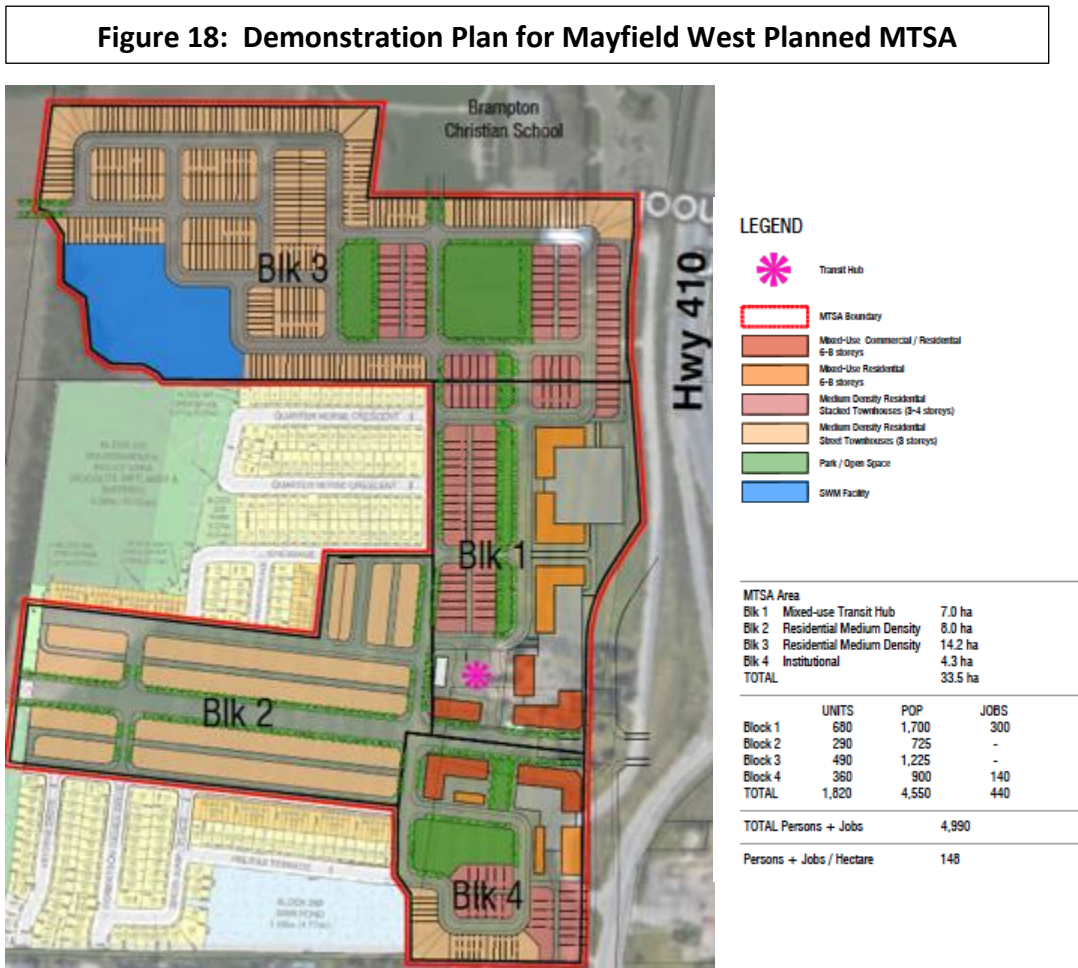 Figure 18: Demonstration Plan for Mayfield West Planned MTSA
Brampton
Christian School
Blk 3
Hwy 410
QUARTER HORSE CRESCENT
QUARTER HORSE CRESCENT
Blk 1
Blk 2
Blk 4
LEGEND
Transit Hub
MTSA Boundary
Mixed-Use Commercial / Residential
6-8 storeys
Mixed-Use Residential
6-8 storeys
Medium Density Residential
Stacked Townhouses (3-4 storeys)
Medium Density Residential
Street Townhouses (3 storeys)
Park / Open Space
SWM Facility
MTSA Area
Blk 1 Mixed-use Transit Hub 7.0 ha
Blk 2 Residential Medium Density 8.0 ha
Blk 3 Residential Medium Density 14.2 ha
Blk 4 Institutional 4.3 ha
TOTAL 33.5 ha
UNITS POP JOBS
Block 1 680 1,700 300
Block 2 290 725 -
Block 3 490 1,225 -
Block 4 360 900 140
TOTAL 1,820 4,550 440
TOTAL Persons + Jobs 4,990
Persons + Jobs / Hectare 148